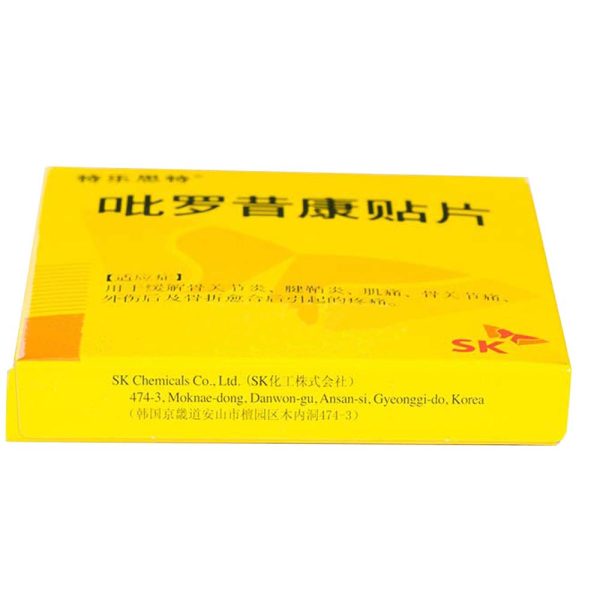 特乐思特®
吡罗昔康贴片
【适应症】
用于缓解骨关节炎、腱鞘炎、肌痛、骨关节痛、
外伤后及骨折愈合后引起的疼痛。
SK
SK Chemicals Co., Ltd. (SK化工株式会社)
474-3, Moknae-dong, Danwon-gu, Ansan-si, Gyeonggi-do, Korea
(韩国京畿道安山市檀园区木内洞474-3)